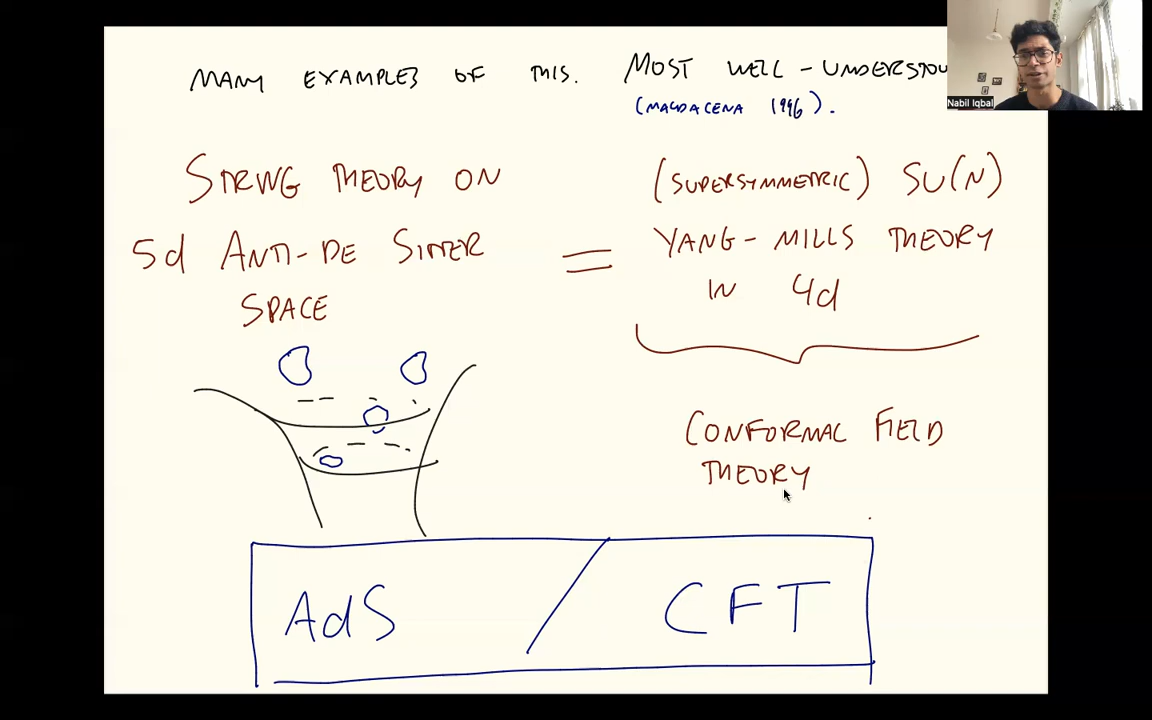 MANY EXAMPLES OF THIS. MOST WELL-UNDERSTOO
(MALDACENA 1996).
STRING THEORY ON
5d ANTI-DE SITTER
SPACE
=
(SUPERSYMMETRIC) SU(N)
YANG-MILLS THEORY
IN 4d
CONFORMAL FIELD
THEORY
AdS / CFT
Nabil Iqbal